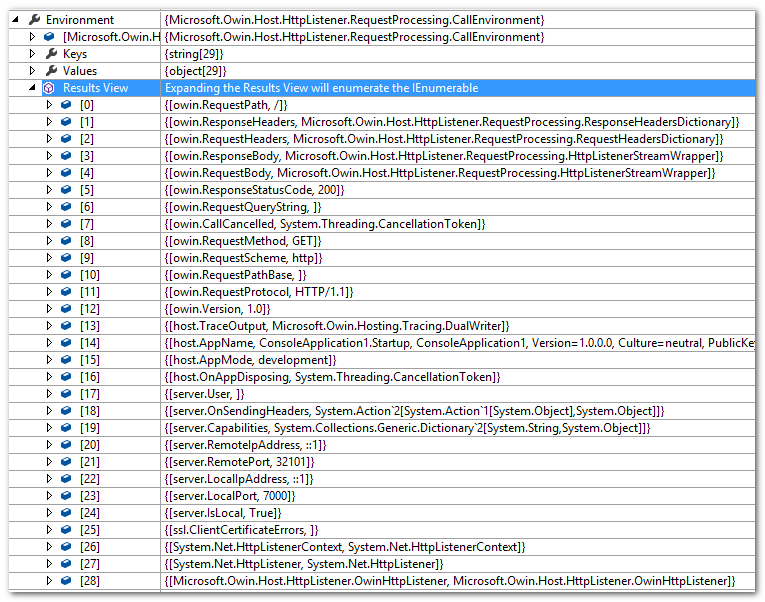 Environment {Microsoft.Owin.Host.HttpListener.RequestProcessing.CallEnvironment}
[Microsoft.Owin.H {Microsoft.Owin.Host.HttpListener.RequestProcessing.CallEnvironment}
Keys {string[29]}
Values {object[29]}
Results View Expanding the Results View will enumerate the IEnumerable
[0] {[owin.RequestPath, /]}
[1] {[owin.ResponseHeaders, Microsoft.Owin.Host.HttpListener.RequestProcessing.ResponseHeadersDictionary]}
[2] {[owin.RequestHeaders, Microsoft.Owin.Host.HttpListener.RequestProcessing.RequestHeadersDictionary]}
[3] {[owin.ResponseBody, Microsoft.Owin.Host.HttpListener.RequestProcessing.HttpListenerStreamWrapper]}
[4] {[owin.RequestBody, Microsoft.Owin.Host.HttpListener.RequestProcessing.HttpListenerStreamWrapper]}
[5] {[owin.ResponseStatusCode, 200]}
[6] {[owin.RequestQueryString, ]}
[7] {[owin.CallCancelled, System.Threading.CancellationToken]}
[8] {[owin.RequestMethod, GET]}
[9] {[owin.RequestScheme, http]}
[10] {[owin.RequestPathBase, ]}
[11] {[owin.RequestProtocol, HTTP/1.1]}
[12] {[owin.Version, 1.0]}
[13] {[host.TraceOutput, Microsoft.Owin.Hosting.Tracing.DualWriter]}
[14] {[host.AppName, ConsoleApplication1.Startup, ConsoleApplication1, Version=1.0.0.0, Culture=neutral, PublicKey
[15] {[host.AppMode, development]}
[16] {[host.OnAppDisposing, System.Threading.CancellationToken]}
[17] {[server.User, ]}
[18] {[server.OnSendingHeaders, System.Action`2[System.Action`1[System.Object],System.Object]]}
[19] {[server.Capabilities, System.Collections.Generic.Dictionary`2[System.String,System.Object]]}
[20] {[server.RemoteIpAddress, ::1]}
[21] {[server.RemotePort, 32101]}
[22] {[server.LocalIpAddress, ::1]}
[23] {[server.LocalPort, 7000]}
[24] {[server.IsLocal, True]}
[25] {[ssl.ClientCertificateErrors, ]}
[26] {[System.Net.HttpListenerContext, System.Net.HttpListenerContext]}
[27] {[System.Net.HttpListener, System.Net.HttpListener]}
[28] {[Microsoft.Owin.Host.HttpListener.OwinHttpListener, Microsoft.Owin.Host.HttpListener.OwinHttpListener]}